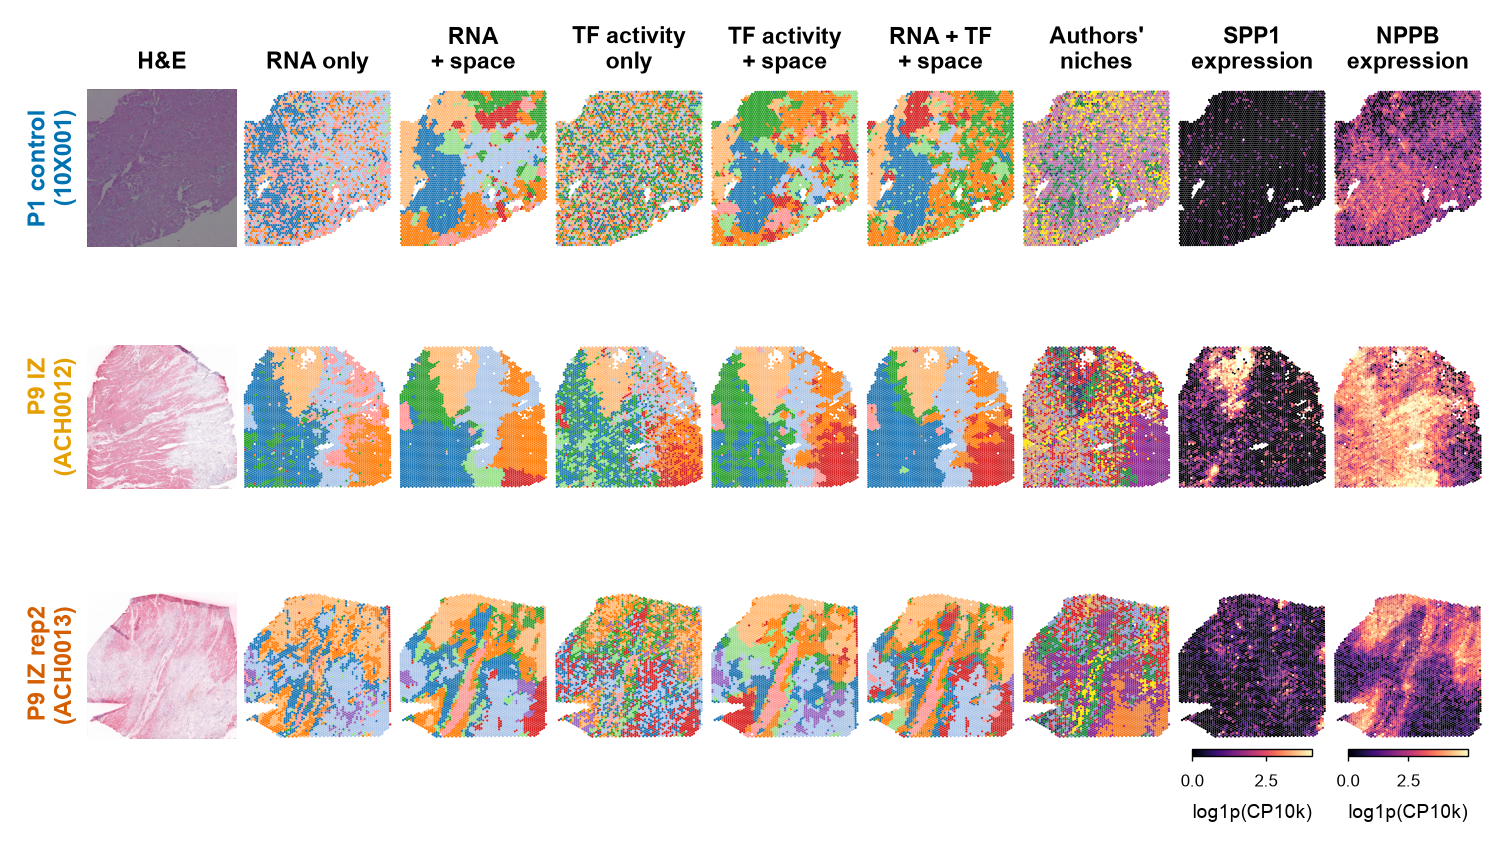 H&E
RNA only
RNA
+ space
TF activity
only
TF activity
+ space
RNA + TF
+ space
Authors'
niches
SPP1
expression
NPPB
expression
P1 control
(10X001)
P9 IZ
(ACH0012)
P9 IZ rep2
(ACH0013)
0.0 2.5
log1p(CP10k)
0.0 2.5
log1p(CP10k)